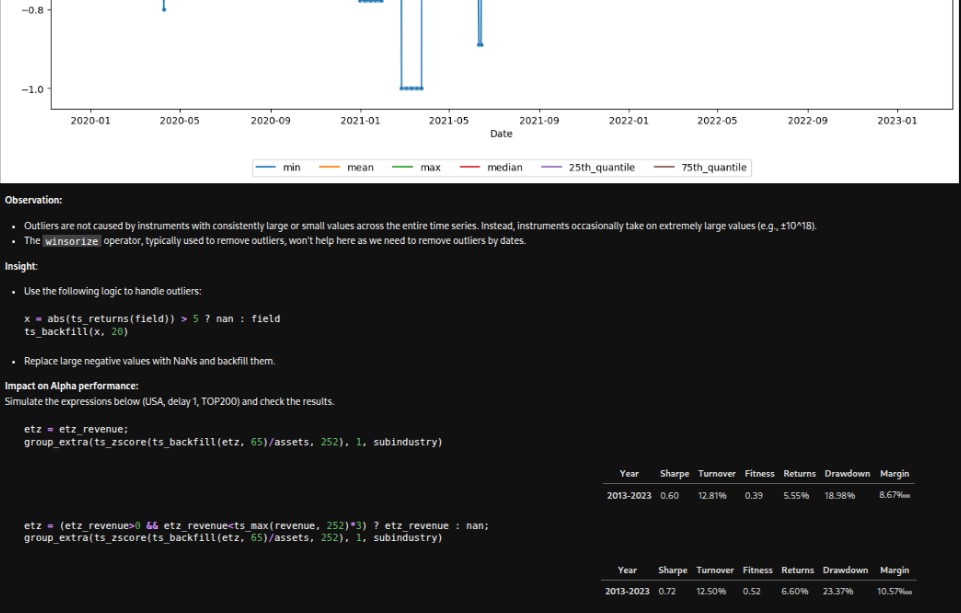 −0.8
−1.0
2020-01 2020-05 2020-09 2021-01 2021-05 2021-09 2022-01 2022-05 2022-09 2023-01
Date
min mean max median 25th_quantile 75th_quantile
Observation:
• Outliers are not caused by instruments with consistently large or small values across the entire time series. Instead, instruments occasionally take on extremely large values (e.g., ±10^18).
• The winsorize operator, typically used to remove outliers, won't help here as we need to remove outliers by dates.
Insight:
• Use the following logic to handle outliers:
x = abs(ts_returns(field)) > 5 ? nan : field
ts_backfill(x, 20)
• Replace large negative values with NaNs and backfill them.
Impact on Alpha performance:
Simulate the expressions below (USA, delay 1, TOP200) and check the results.
etz = etz_revenue;
group_extra(ts_zscore(ts_backfill(etz, 65)/assets, 252), 1, subindustry)
Year Sharpe Turnover Fitness Returns Drawdown Margin
2013-2023 0.60 12.81% 0.39 5.55% 18.98% 8.67‱
etz = (etz_revenue>0 && etz_revenue<ts_max(revenue, 252)*3) ? etz_revenue : nan;
group_extra(ts_zscore(ts_backfill(etz, 65)/assets, 252), 1, subindustry)
Year Sharpe Turnover Fitness Returns Drawdown Margin
2013-2023 0.72 12.50% 0.52 6.60% 23.37% 10.57‱